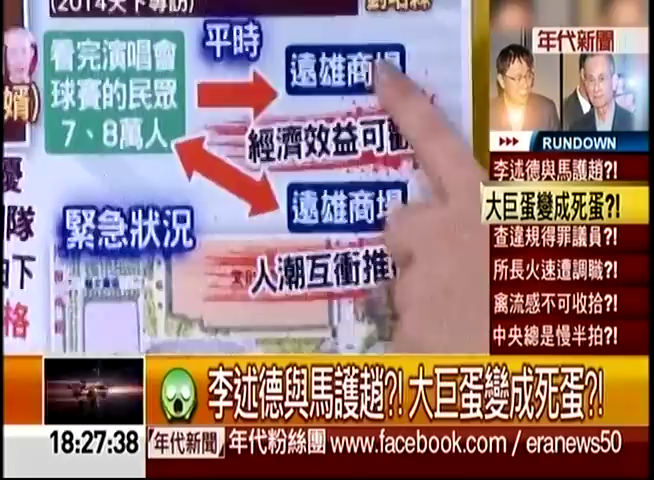 (2014天下專訪)
平時
看完演唱會
球賽的民眾
7、8萬人
遠雄商場
經濟效益可觀
緊急狀況
遠雄商場
人潮互衝推
婿)
隊
下
格
年代新聞
RUNDOWN
李述德與馬護趙?!
大巨蛋變成死蛋?!
查違規得罪議員?!
所長火速遭調職?!
禽流感不可收拾?!
中央總是慢半拍?!
李述德與馬護趙?! 大巨蛋變成死蛋?!
18:27:38 年代新聞 年代粉絲團 www.facebook.com / eranews50